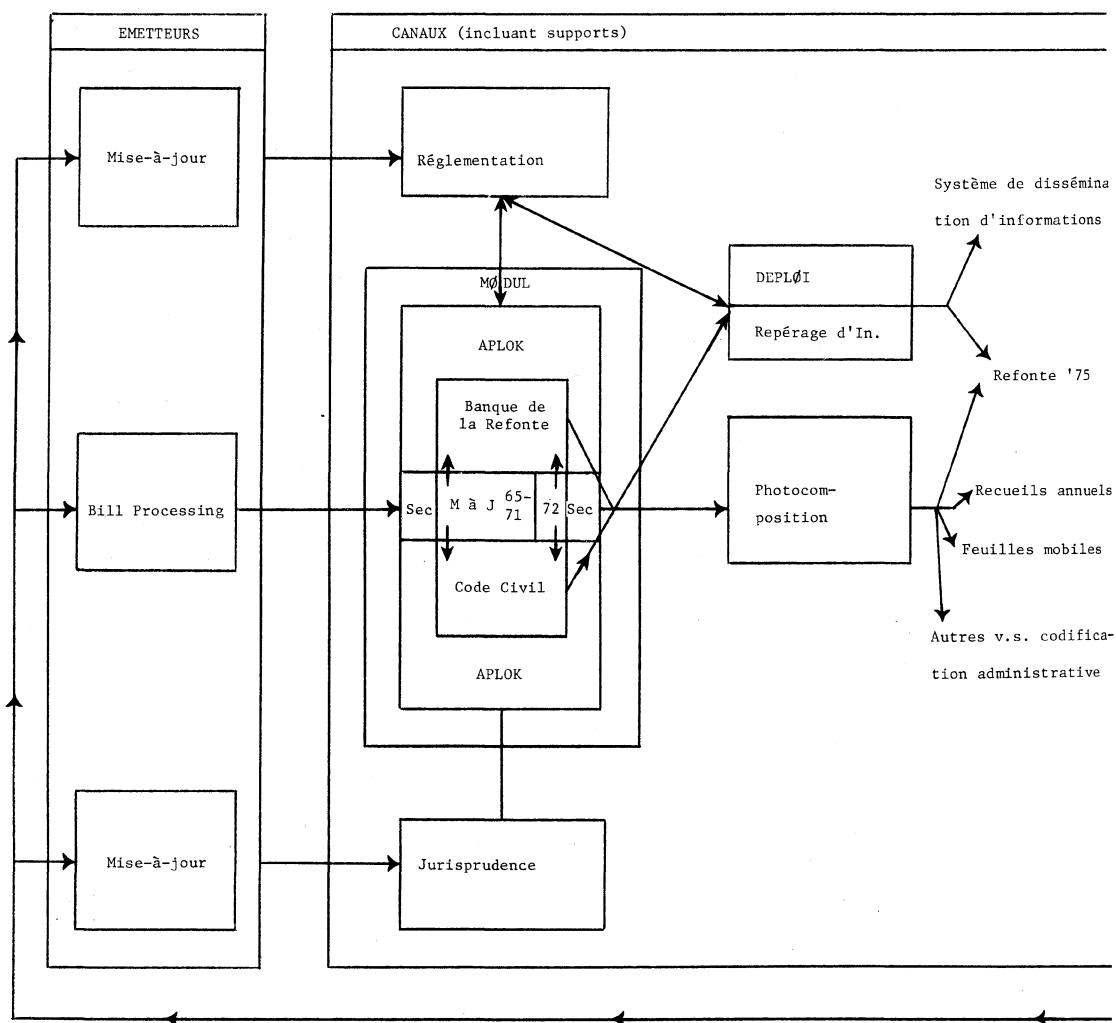 EMETTEURS
CANAUX (incluant supports)
Mise-à-jour
Réglementation
Système de dissémina
tion d'informations
MØDUL
DEPLØI
APLOK
Repérage d'In.
Refonte '75
Banque de
la Refonte
Bill Processing
Sec
M à J
65-
71
72
Sec
Photocom-
position
Recueils annuels
Feuilles mobiles
Code Civil
Autres v.s. codifica-
tion administrative
APLOK
Mise-à-jour
Jurisprudence